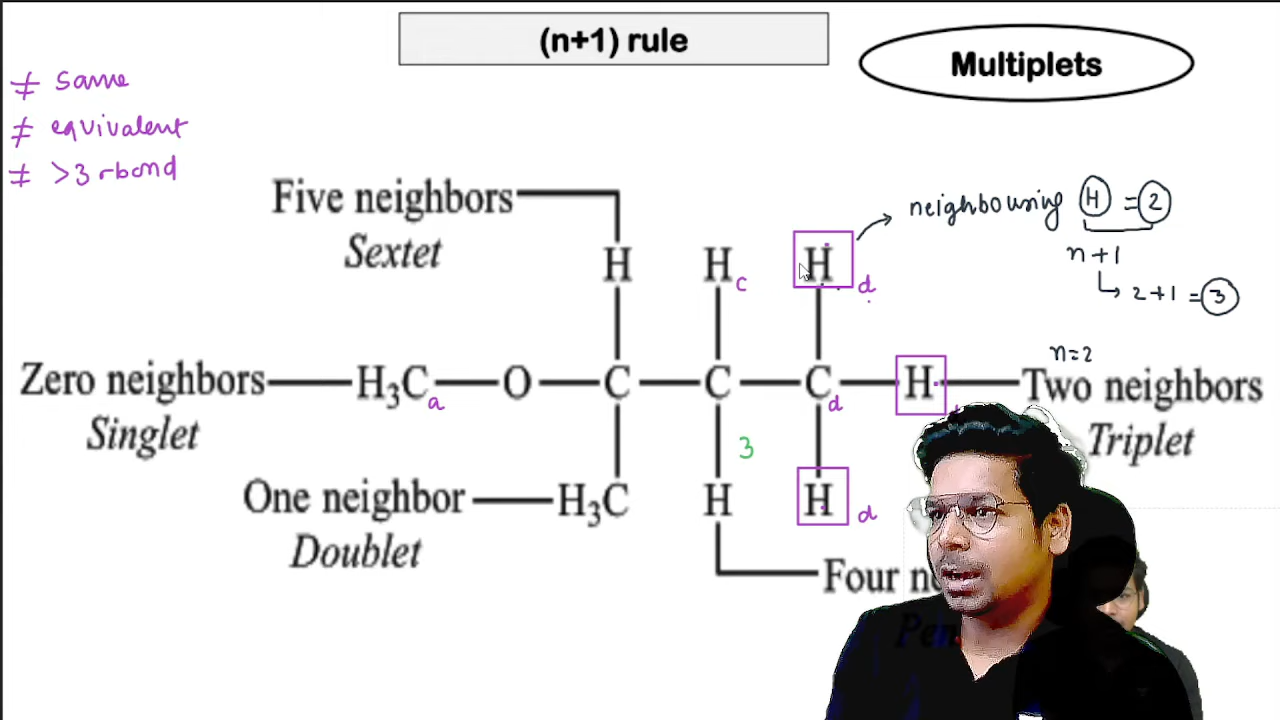 (n+1) rule
Multiplets
≠ same
≠ equivalent
≠ >3 σ bond
Five neighbors
Sextet
neighbouring H = 2
n+1
↳ 2+1 = 3
H H c H d
n=2
Zero neighbors H₃C a O C C C d H Two neighbors
Singlet
Triplet
3
One neighbor H₃C H H d
Doublet
Four